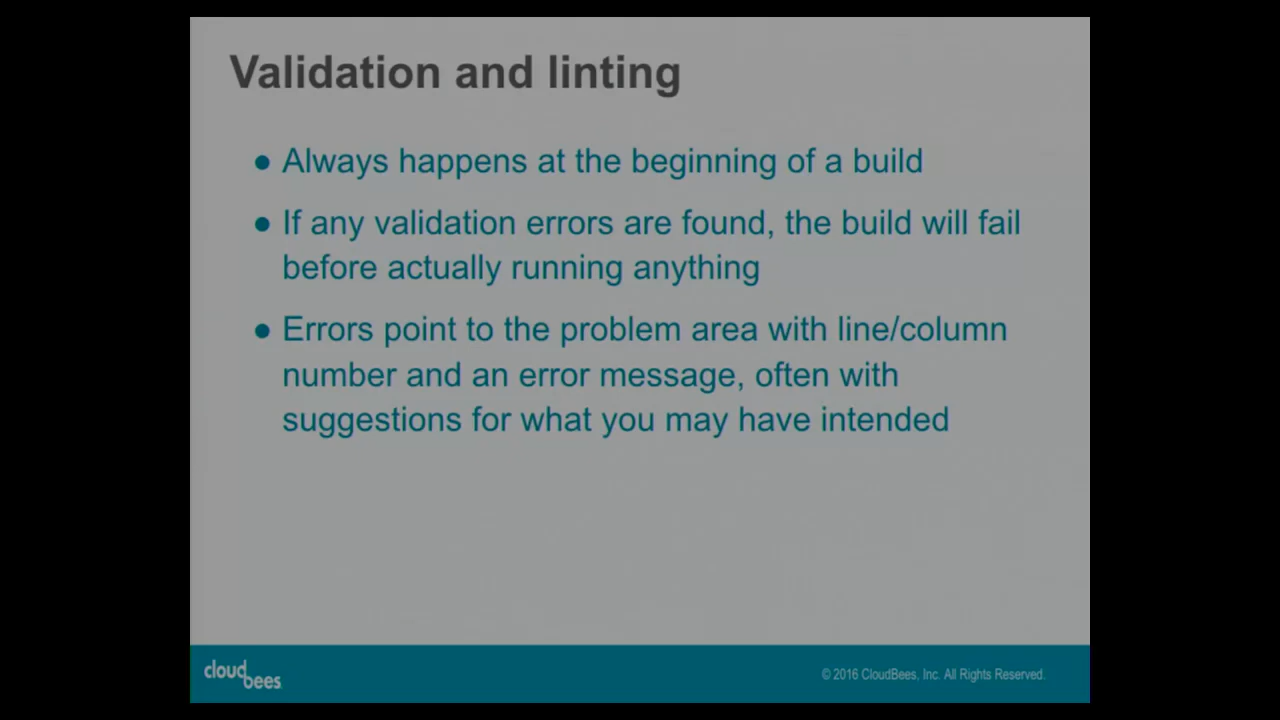 Validation and linting
● Always happens at the beginning of a build
● If any validation errors are found, the build will fail
before actually running anything
● Errors point to the problem area with line/column
number and an error message, often with
suggestions for what you may have intended
cloudbees
© 2016 CloudBees, Inc. All Rights Reserved.